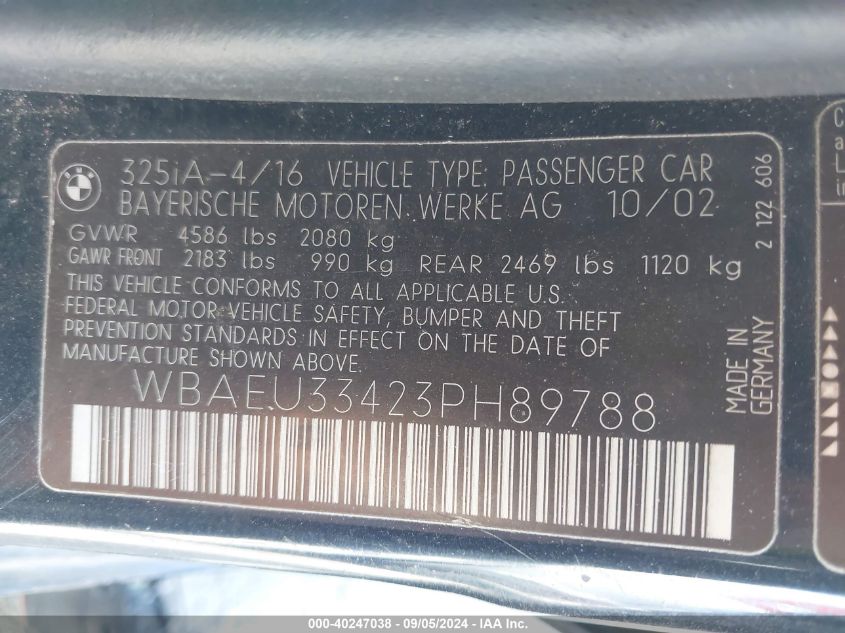 325iA-4/16 VEHICLE TYPE: PASSENGER CAR
BAYERISCHE MOTOREN WERKE AG 10/02
GVWR 4586 lbs 2080 kg
GAWR FRONT 2183 lbs 990 kg REAR 2469 lbs 1120 kg
THIS VEHICLE CONFORMS TO ALL APPLICABLE U.S.
FEDERAL MOTOR VEHICLE SAFETY, BUMPER AND THEFT
PREVENTION STANDARDS IN EFFECT ON THE DATE OF
MANUFACTURE SHOWN ABOVE.
WBAEU33423PH89788
2 122 606
MADE IN
GERMANY
000-40247038 - 09/05/2024 - IAAI.COM